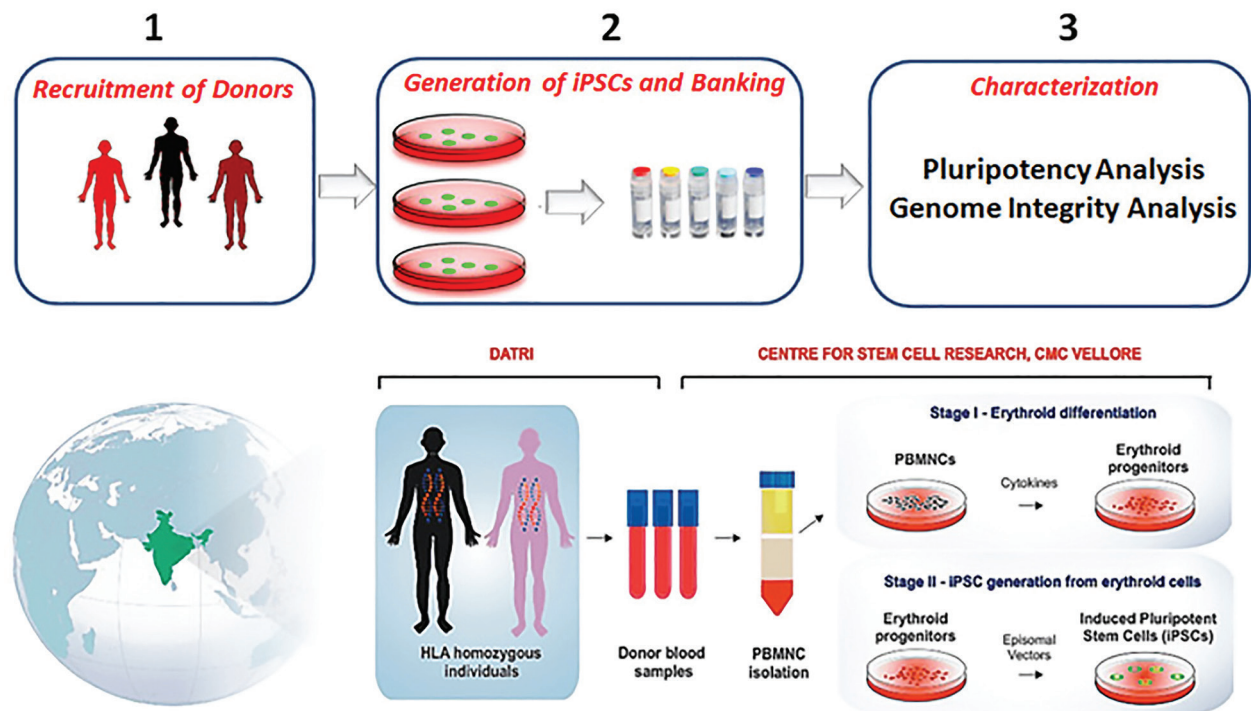 1
2
3
Recruitment of Donors
Generation of iPSCs and Banking
Characterization
Pluripotency Analysis
Genome Integrity Analysis
DATRI
CENTRE FOR STEM CELL RESEARCH, CMC VELLORE
HLA homozygous
individuals
Donor blood
samples
PBMNC
isolation
Stage I - Erythroid differentiation
PBMNCs
Cytokines
Erythroid
progenitors
Stage II - iPSC generation from erythroid cells
Erythroid
progenitors
Episomal
Vectors
Induced Pluripotent
Stem Cells (iPSCs)